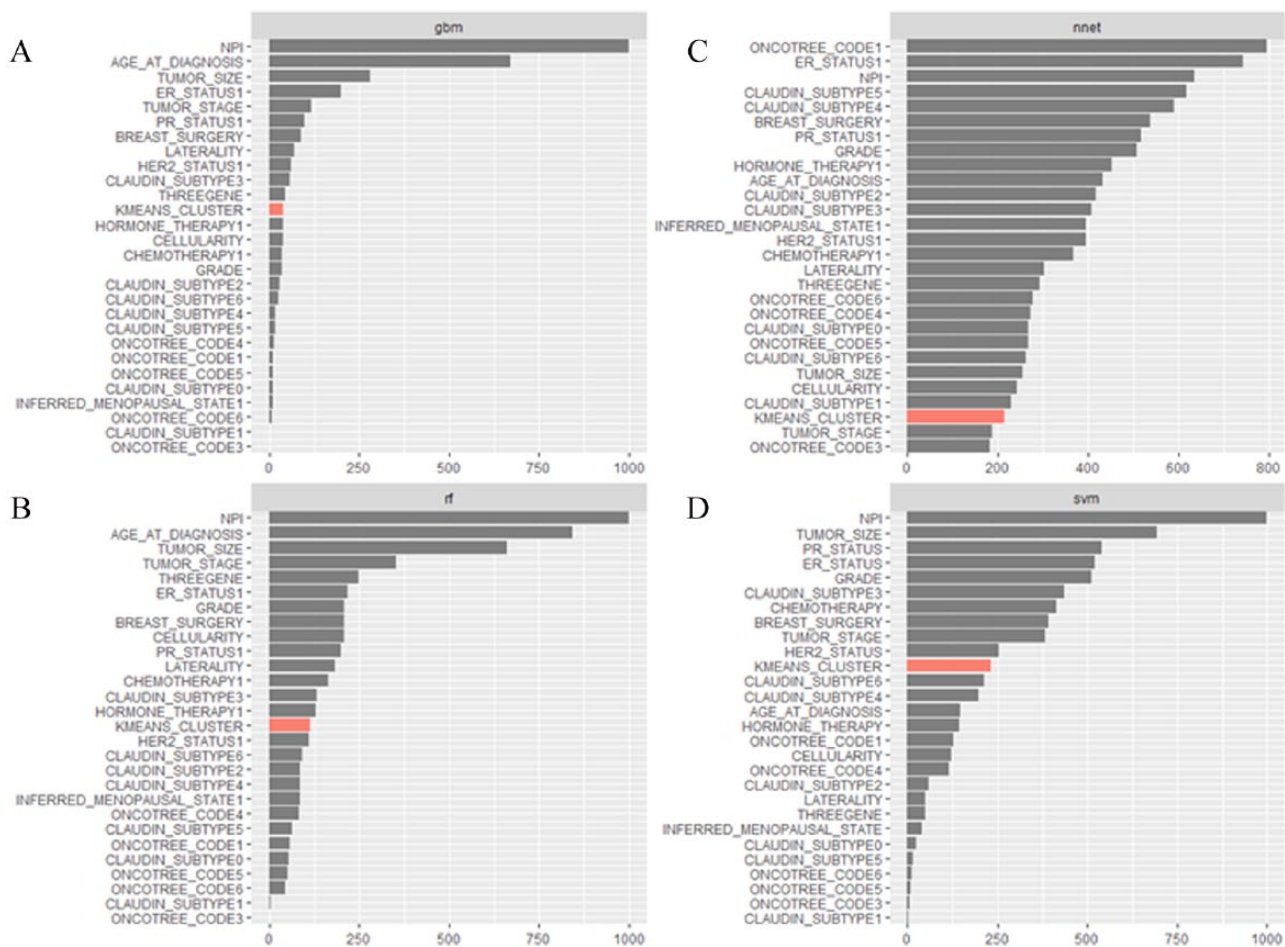 A
gbm
NPI
AGE_AT_DIAGNOSIS
TUMOR_SIZE
ER_STATUS1
TUMOR_STAGE
PR_STATUS1
BREAST_SURGERY
LATERALITY
HER2_STATUS1
CLAUDIN_SUBTYPE3
THREEGENE
KMEANS_CLUSTER
HORMONE_THERAPY1
CELLULARITY
CHEMOTHERAPY1
GRADE
CLAUDIN_SUBTYPE2
CLAUDIN_SUBTYPE6
CLAUDIN_SUBTYPE4
CLAUDIN_SUBTYPE5
ONCOTREE_CODE4
ONCOTREE_CODE1
ONCOTREE_CODE5
CLAUDIN_SUBTYPE0
INFERRED_MENOPAUSAL_STATE1
ONCOTREE_CODE6
CLAUDIN_SUBTYPE1
ONCOTREE_CODE3
0 250 500 750 1000
B
rf
NPI
AGE_AT_DIAGNOSIS
TUMOR_SIZE
TUMOR_STAGE
THREEGENE
ER_STATUS1
GRADE
BREAST_SURGERY
CELLULARITY
PR_STATUS1
LATERALITY
CHEMOTHERAPY1
CLAUDIN_SUBTYPE3
HORMONE_THERAPY1
KMEANS_CLUSTER
HER2_STATUS1
CLAUDIN_SUBTYPE6
CLAUDIN_SUBTYPE2
CLAUDIN_SUBTYPE4
INFERRED_MENOPAUSAL_STATE1
ONCOTREE_CODE4
CLAUDIN_SUBTYPE5
ONCOTREE_CODE1
CLAUDIN_SUBTYPE0
ONCOTREE_CODE5
ONCOTREE_CODE6
CLAUDIN_SUBTYPE1
ONCOTREE_CODE3
0 250 500 750 1000
C
nnet
ONCOTREE_CODE1
ER_STATUS1
NPI
CLAUDIN_SUBTYPE5
CLAUDIN_SUBTYPE4
BREAST_SURGERY
PR_STATUS1
GRADE
HORMONE_THERAPY1
AGE_AT_DIAGNOSIS
CLAUDIN_SUBTYPE2
CLAUDIN_SUBTYPE3
INFERRED_MENOPAUSAL_STATE1
HER2_STATUS1
CHEMOTHERAPY1
LATERALITY
THREEGENE
ONCOTREE_CODE6
ONCOTREE_CODE4
CLAUDIN_SUBTYPE0
ONCOTREE_CODE5
CLAUDIN_SUBTYPE6
TUMOR_SIZE
CELLULARITY
CLAUDIN_SUBTYPE1
KMEANS_CLUSTER
TUMOR_STAGE
ONCOTREE_CODE3
0 200 400 600 800
D
svm
NPI
TUMOR_SIZE
PR_STATUS
ER_STATUS
GRADE
CLAUDIN_SUBTYPE3
CHEMOTHERAPY
BREAST_SURGERY
TUMOR_STAGE
HER2_STATUS
KMEANS_CLUSTER
CLAUDIN_SUBTYPE6
CLAUDIN_SUBTYPE4
AGE_AT_DIAGNOSIS
HORMONE_THERAPY
ONCOTREE_CODE1
CELLULARITY
ONCOTREE_CODE4
CLAUDIN_SUBTYPE2
LATERALITY
THREEGENE
INFERRED_MENOPAUSAL_STATE
CLAUDIN_SUBTYPE0
CLAUDIN_SUBTYPE5
ONCOTREE_CODE6
ONCOTREE_CODE5
ONCOTREE_CODE3
CLAUDIN_SUBTYPE1
0 250 500 750 1000